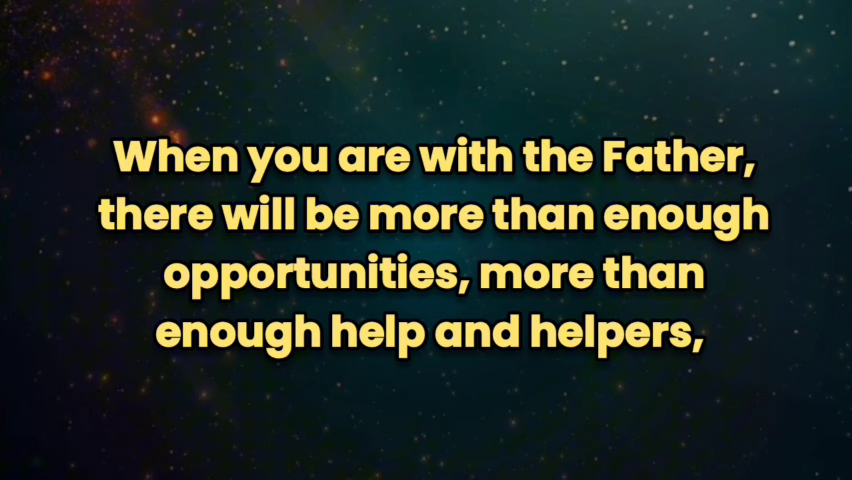 When you are with the Father,
there will be more than enough
opportunities, more than
enough help and helpers,